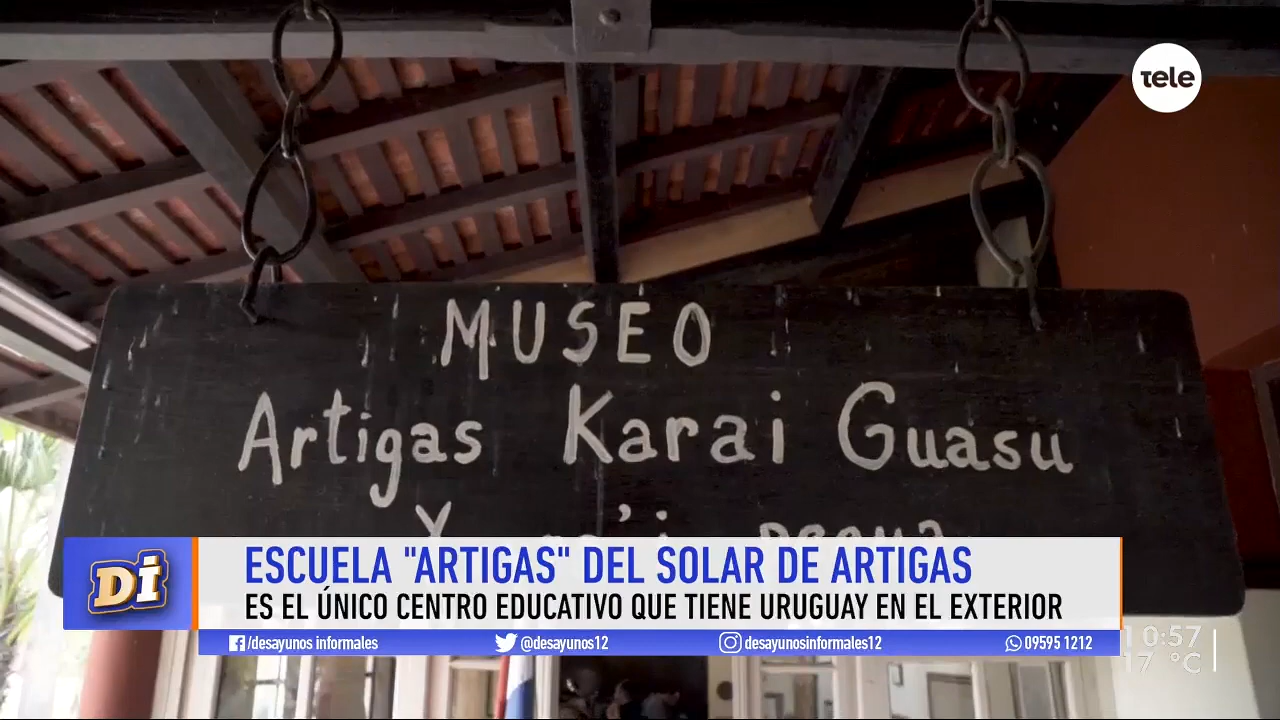 tele
MUSEO
Artigas Karai Guasu
DI
ESCUELA "ARTIGAS" DEL SOLAR DE ARTIGAS
ES EL ÚNICO CENTRO EDUCATIVO QUE TIENE URUGUAY EN EL EXTERIOR
/desayunos informales @desayunos12 desayunosinformales12 09595 1212
10:57
17 °C